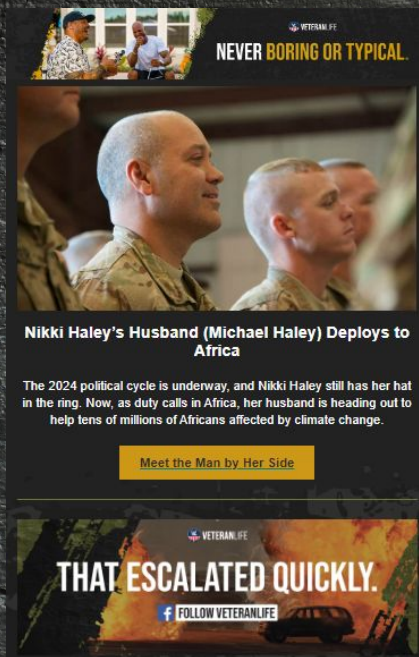 VETERANLIFE
NEVER BORING OR TYPICAL.
Nikki Haley's Husband (Michael Haley) Deploys to
Africa
The 2024 political cycle is underway, and Nikki Haley still has her hat
in the ring. Now, as duty calls in Africa, her husband is heading out to
help tens of millions of Africans affected by climate change.
Meet the Man by Her Side
VETERANLIFE
THAT ESCALATED QUICKLY.
f FOLLOW VETERANLIFE